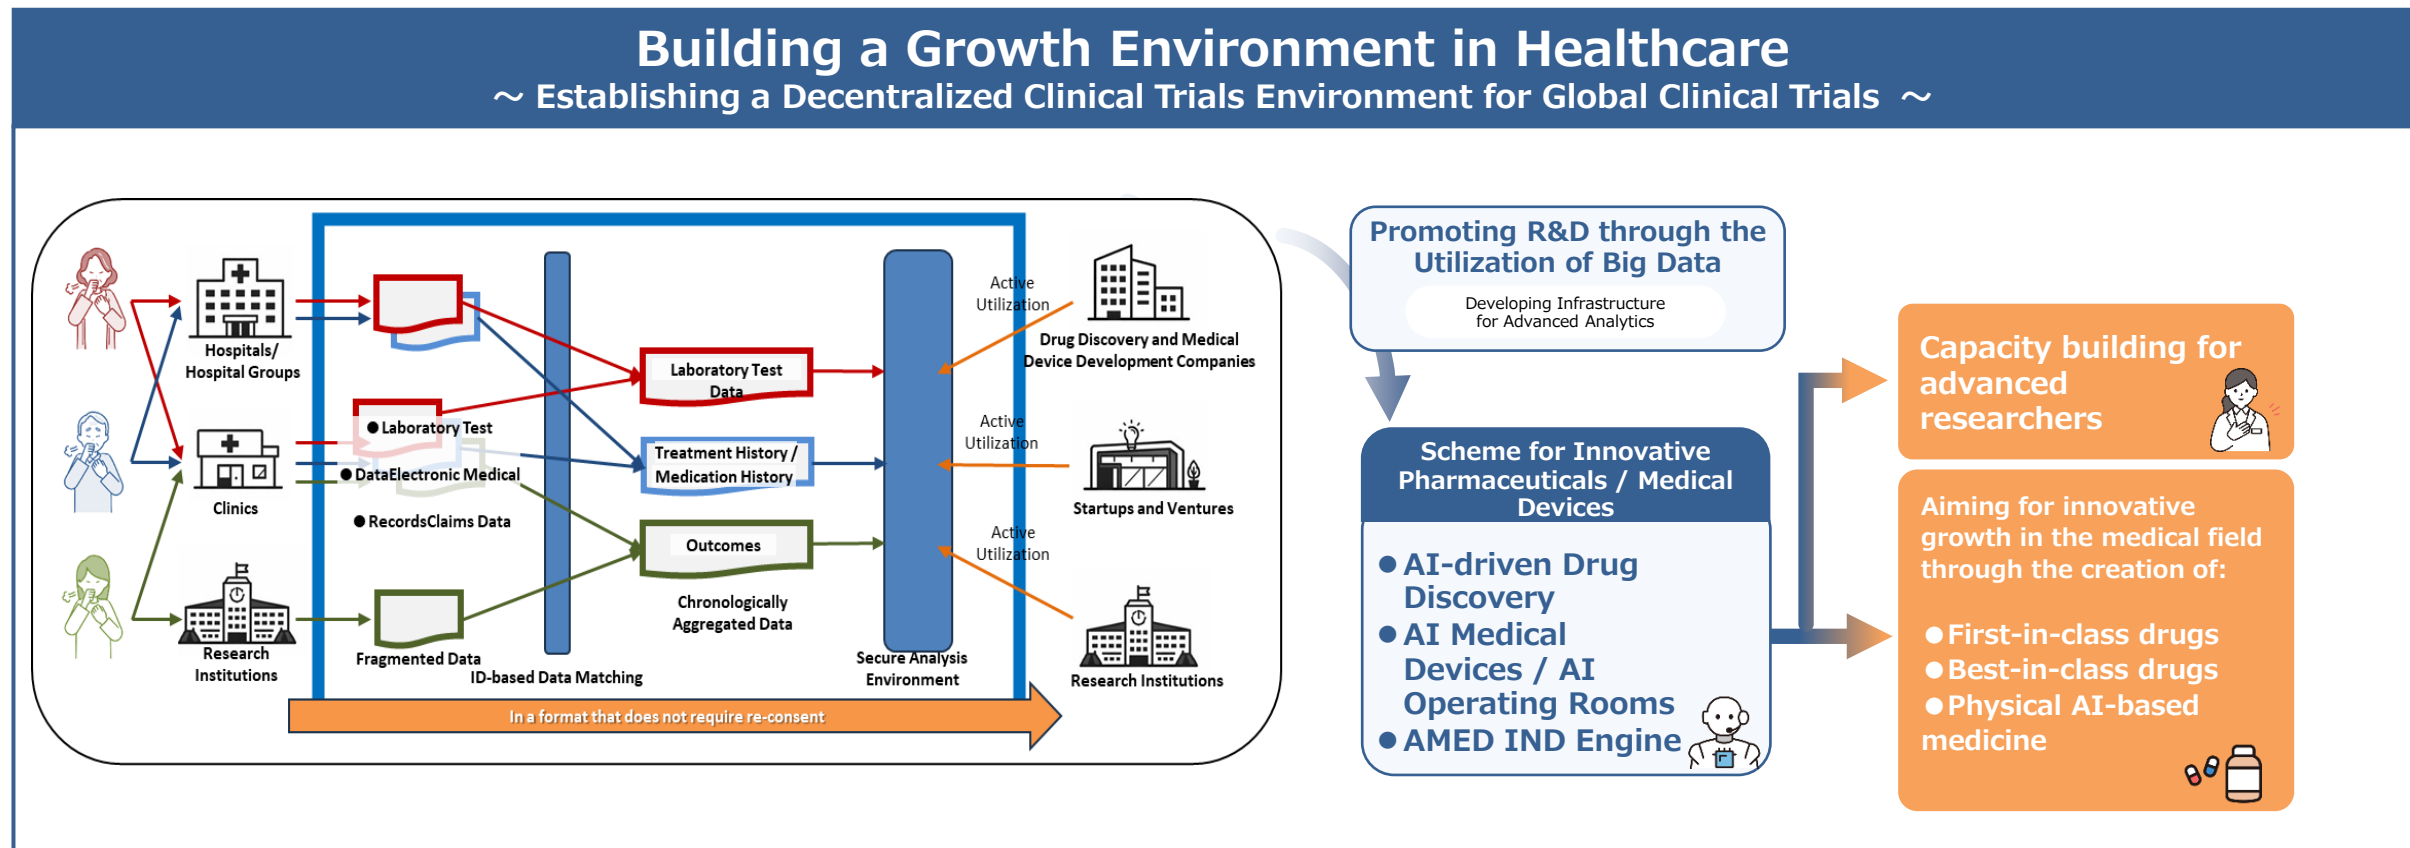 Building a Growth Environment in Healthcare
～ Establishing a Decentralized Clinical Trials Environment for Global Clinical Trials ～
Hospitals/
Hospital Groups
Clinics
Research
Institutions
●Laboratory Test
●DataElectronic Medical
●RecordsClaims Data
Fragmented Data
ID-based Data Matching
Laboratory Test
Data
Treatment History /
Medication History
Outcomes
Chronologically
Aggregated Data
Secure Analysis
Environment
Active
Utilization
Drug Discovery and Medical
Device Development Companies
Active
Utilization
Startups and Ventures
Active
Utilization
Research Institutions
In a format that does not require re-consent
Promoting R&D through the
Utilization of Big Data
Developing Infrastructure
for Advanced Analytics
Scheme for Innovative
Pharmaceuticals / Medical
Devices
●AI-driven Drug
Discovery
●AI Medical
Devices / AI
Operating Rooms
●AMED IND Engine
Capacity building for
advanced
researchers
Aiming for innovative
growth in the medical field
through the creation of:
●First-in-class drugs
●Best-in-class drugs
●Physical AI-based
medicine